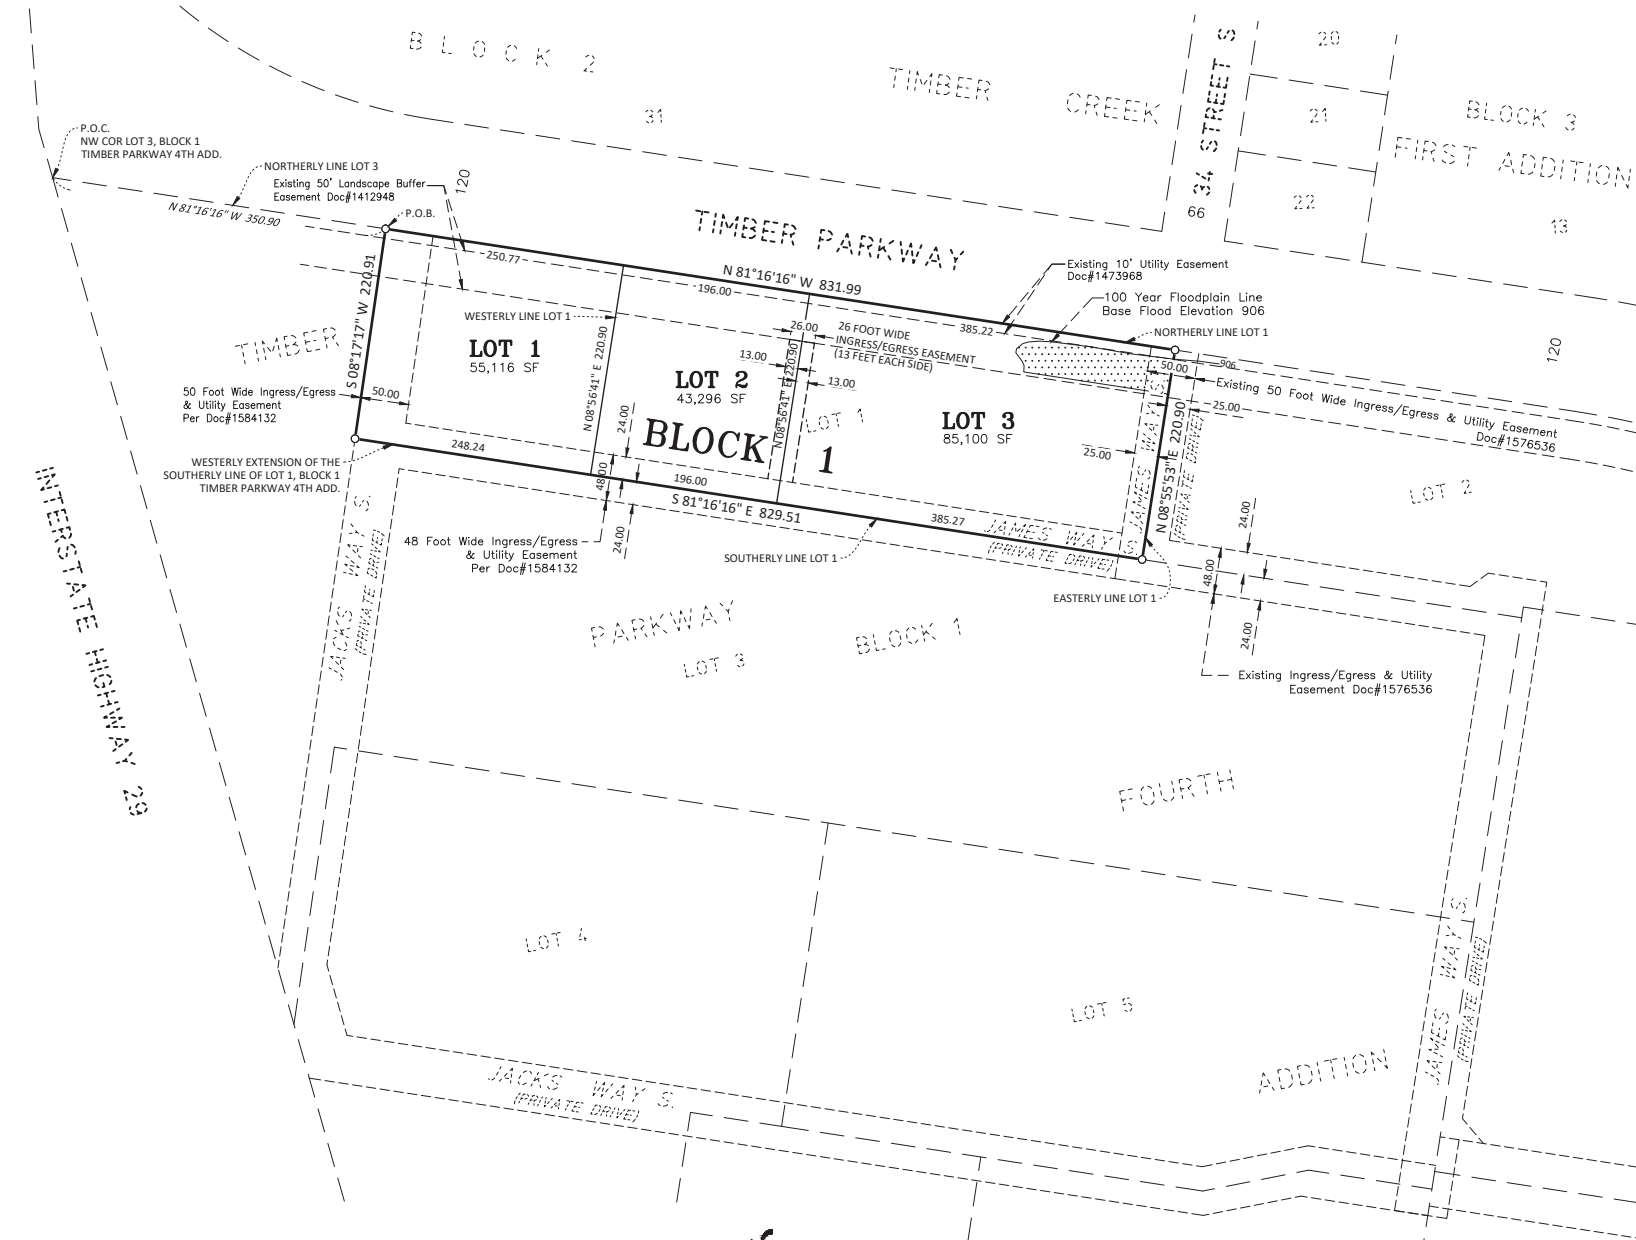 BLOCK 2
31
TIMBER CREEK
34 STREET S
66
20
21
22
BLOCK 3
FIRST ADDITION
13
P.O.C.
NW COR LOT 3, BLOCK 1
TIMBER PARKWAY 4TH ADD.
NORTHERLY LINE LOT 3
Existing 50' Landscape Buffer
Easement Doc#1412948
120
N 81°16'16" W 350.90
P.O.B.
TIMBER PARKWAY
250.77
N 81°16'16" W 831.99
196.00
Existing 10' Utility Easement
Doc#1473968
100 Year Floodplain Line
Base Flood Elevation 906
NORTHERLY LINE LOT 1
385.22
26.00
26 FOOT WIDE
INGRESS/EGRESS EASEMENT
(13 FEET EACH SIDE)
120
906
50.00
Existing 50 Foot Wide Ingress/Egress & Utility Easement
Doc#1576536
25.00
S 08°17'17" W 220.91
TIMBER
WESTERLY LINE LOT 1
LOT 1
55,116 SF
N 08°56'41" E 220.90
13.00
13.00
LOT 2
43,296 SF
N 08°56'41" E 220.90
LOT 1
LOT 3
85,100 SF
50 Foot Wide Ingress/Egress
& Utility Easement
Per Doc#1584132
50.00
24.00
BLOCK 1
25.00
JAMES WAY S.
N 08°55'53" E 220.90
(PRIVATE DRIVE)
LOT 2
248.24
WESTERLY EXTENSION OF THE
SOUTHERLY LINE OF LOT 1, BLOCK 1
TIMBER PARKWAY 4TH ADD.
48.00
196.00
S 81°16'16" E 829.51
385.27
JAMES WAY S.
(PRIVATE DRIVE)
24.00
24.00
48 Foot Wide Ingress/Egress
& Utility Easement
Per Doc#1584132
SOUTHERLY LINE LOT 1
EASTERLY LINE LOT 1
48.00
24.00
INTERSTATE HIGHWAY 29
JACKS WAY S.
(PRIVATE DRIVE)
PARKWAY
BLOCK 1
LOT 3
Existing Ingress/Egress & Utility
Easement Doc#1576536
FOURTH
LOT 4
LOT 5
JAMES WAY S.
(PRIVATE DRIVE)
ADDITION
JACKS WAY S.
(PRIVATE DRIVE)